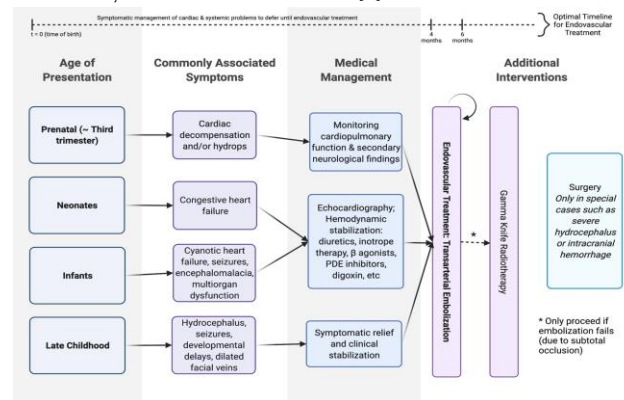 Symptomatic management of cardiac & systemic problems to defer until endovascular treatment
t = 0 (time of birth)
4
months
6
months
Optimal Timeline
for Endovascular
Treatment
Age of
Presentation
Commonly Associated
Symptoms
Medical
Management
Additional
Interventions
Prenatal (~ Third
trimester)
Cardiac
decompensation
and/or hydrops
Monitoring
cardiopulmonary
function & secondary
neurological findings
Neonates
Congestive heart
failure
Echocardiography;
Hemodynamic
stabilization:
diuretics, inotrope
therapy, β agonists,
PDE inhibitors,
digoxin, etc
Infants
Cyanotic heart
failure, seizures,
encephalomalacia,
multiorgan
dysfunction
Late Childhood
Hydrocephalus,
seizures,
developmental
delays, dilated
facial veins
Symptomatic relief
and clinical
stabilization
Endovascular Treatment: Transarterial Embolization
*
Gamma Knife Radiotherapy
Surgery
Only in special
cases such as
severe
hydrocephalus
or intracranial
hemorrhage
* Only proceed if
embolization fails
(due to subtotal
occlusion)